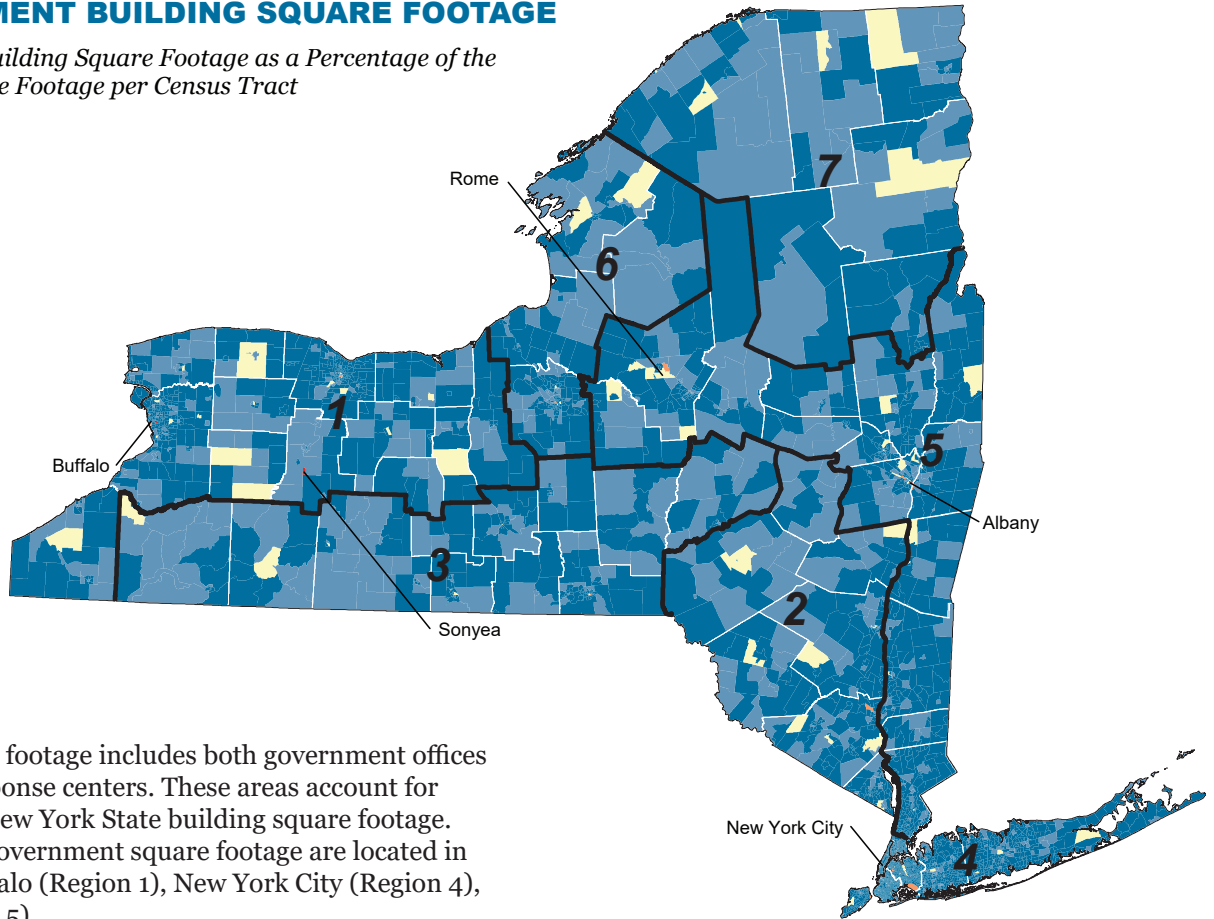 MENT BUILDING SQUARE FOOTAGE
uilding Square Footage as a Percentage of the
e Footage per Census Tract
7
Rome
6
1
5
Buffalo
Albany
3
2
Sonyea
footage includes both government offices
onse centers. These areas account for
ew York State building square footage.
overnment square footage are located in
alo (Region 1), New York City (Region 4),
5)
New York City
4